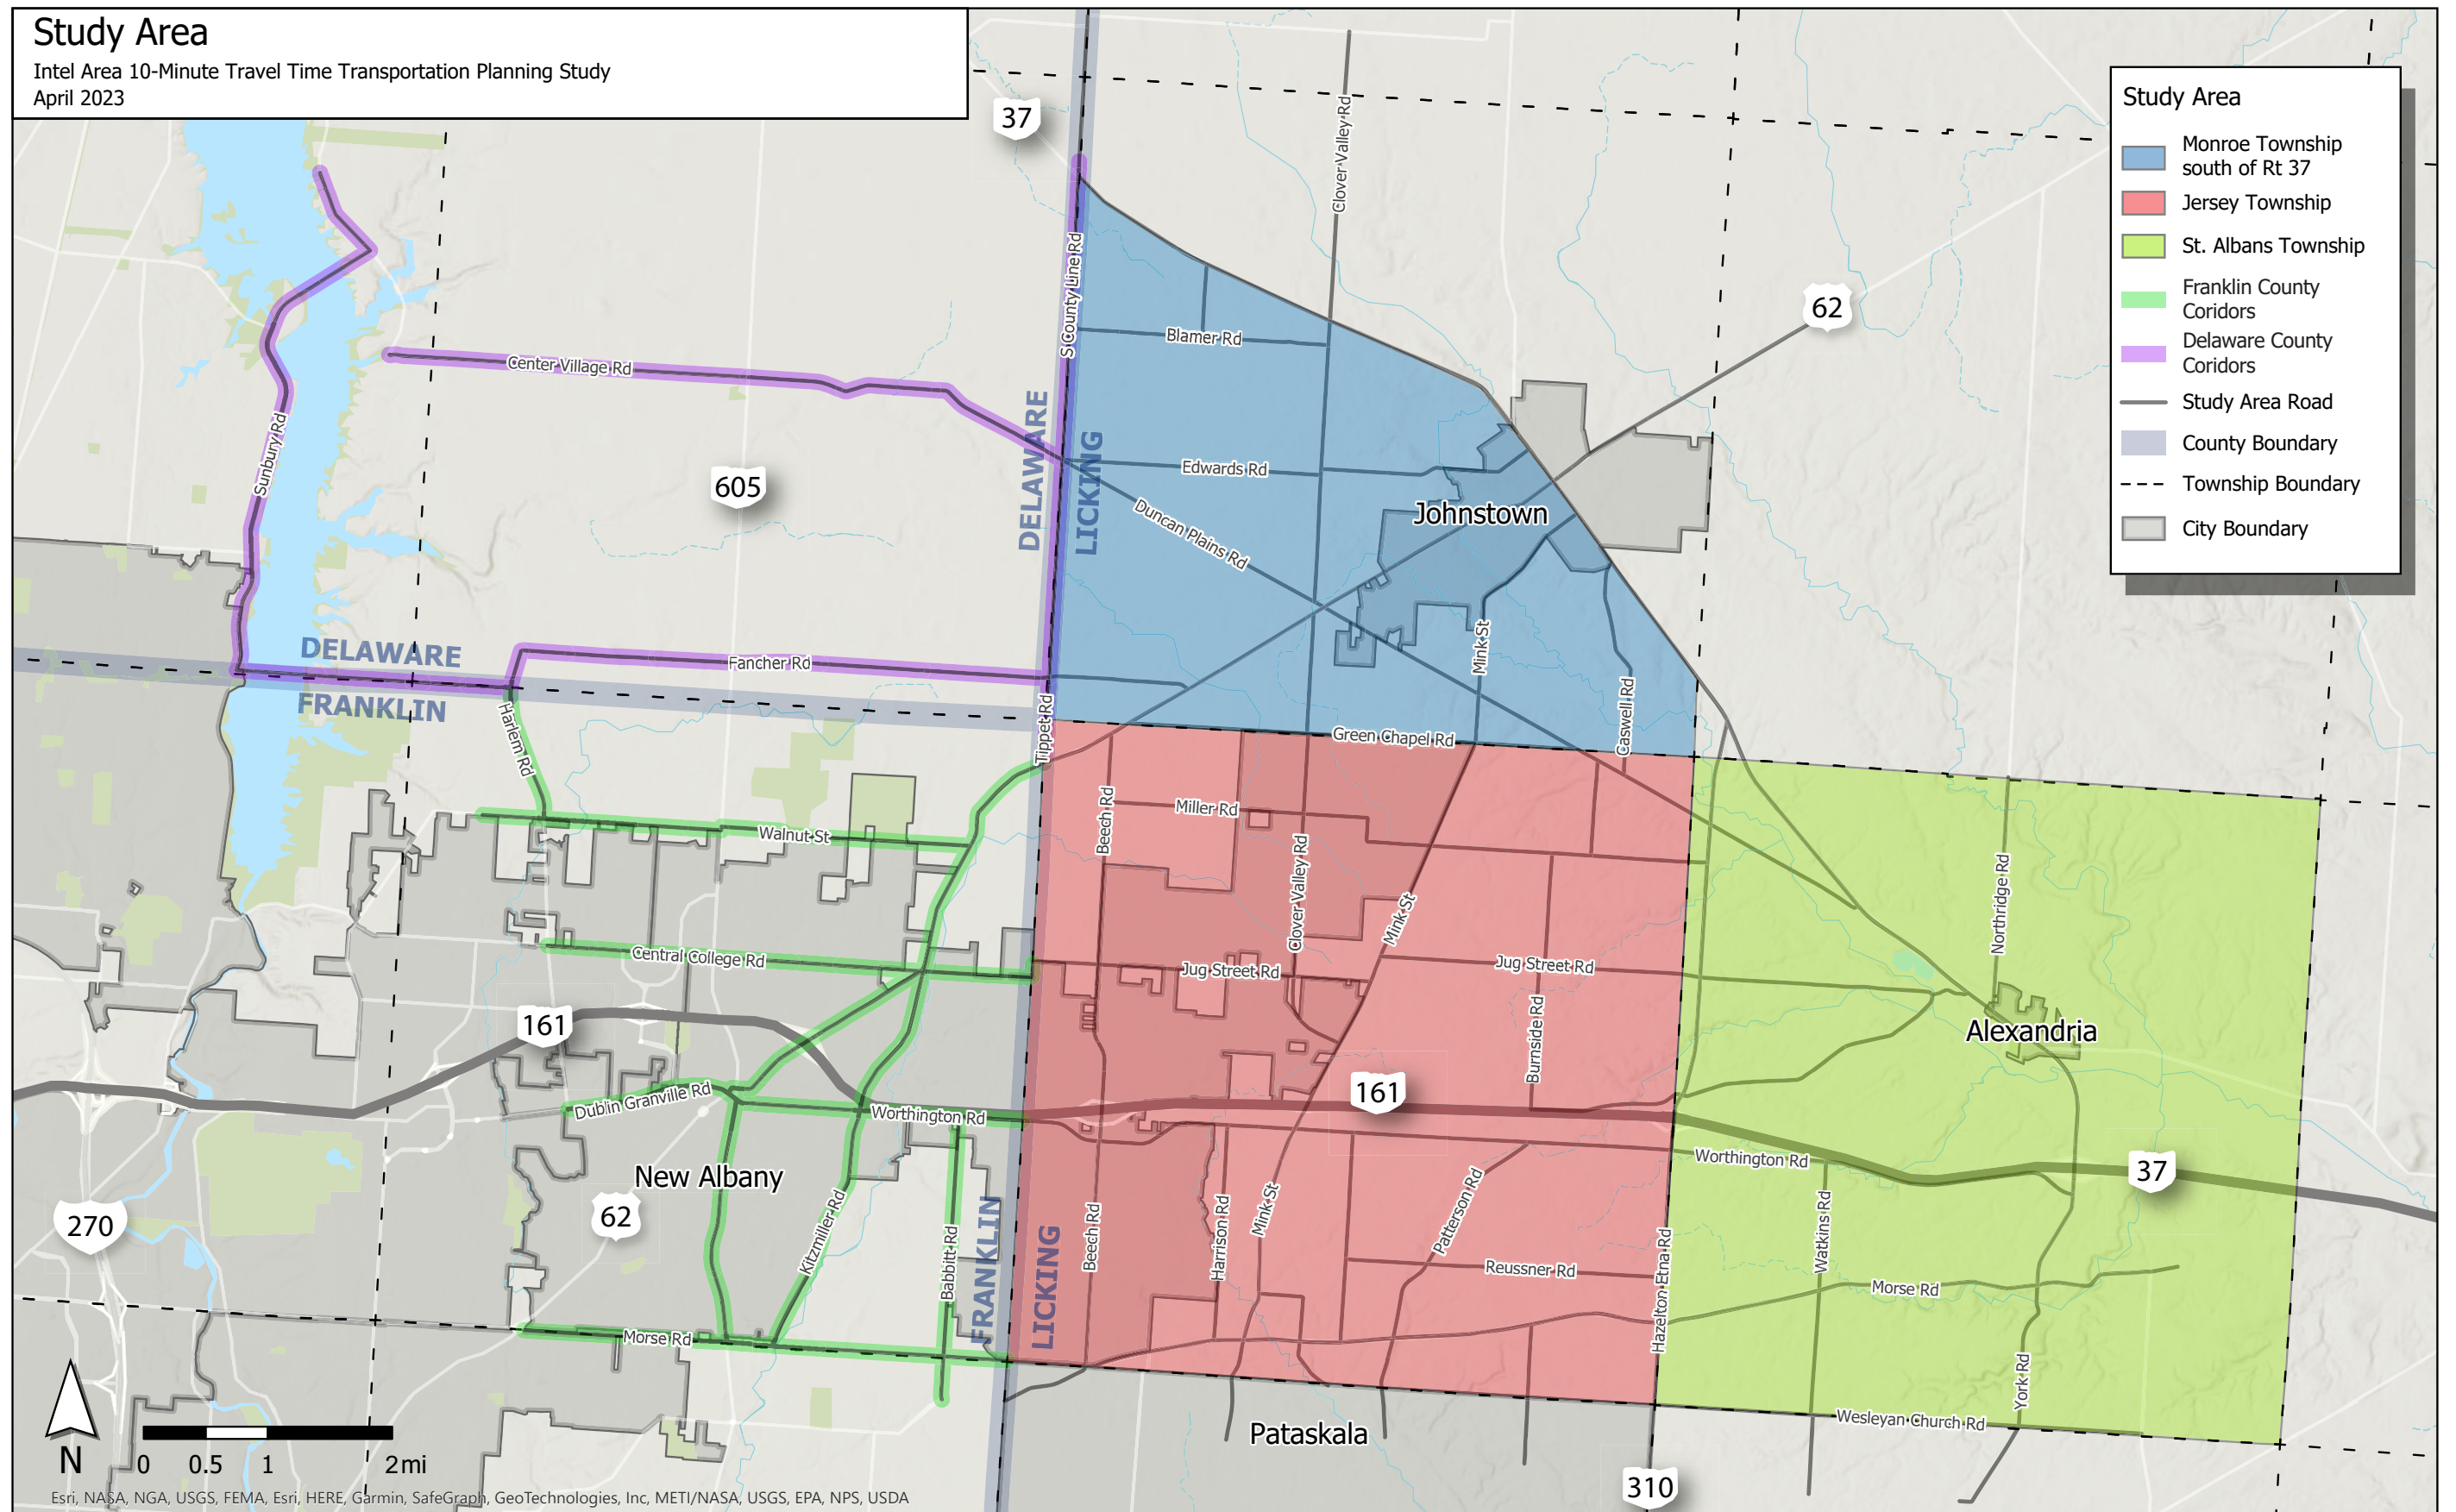 Study Area
Intel Area 10-Minute Travel Time Transportation Planning Study
April 2023
Study Area
Monroe Township
south of Rt 37
Jersey Township
St. Albans Township
Franklin County
Coridors
Delaware County
Coridors
Study Area Road
County Boundary
Township Boundary
City Boundary
37
Clover Valley Rd
S County Line Rd
62
Blamer Rd
Center Village Rd
Sunbury Rd
DELAWARE
LICKING
Edwards Rd
605
Johnstown
Duncan Plains Rd
Mink St
DELAWARE
FRANKLIN
Fancher Rd
Caswell Rd
Harlem Rd
Tippet Rd
Green Chapel Rd
Beech Rd
Miller Rd
Walnut St
Clover Valley Rd
Northridge Rd
Mink St
Central College Rd
Jug Street Rd
Jug Street Rd
161
Burnside Rd
Alexandria
Dublin Granville Rd
161
Worthington Rd
Worthington Rd
37
New Albany
62
270
Kitzmiller Rd
Babbitt Rd
FRANKLIN
LICKING
Beech Rd
Harrison Rd
Mink St
Patterson Rd
Reussner Rd
Hazelton-Etna Rd
Watkins Rd
Morse Rd
Morse Rd
York Rd
Wesleyan Church Rd
Pataskala
310
N
0 0.5 1 2mi
Esri, NASA, NGA, USGS, FEMA, Esri, HERE, Garmin, SafeGraph, GeoTechnologies, Inc, METI/NASA, USGS, EPA, NPS, USDA